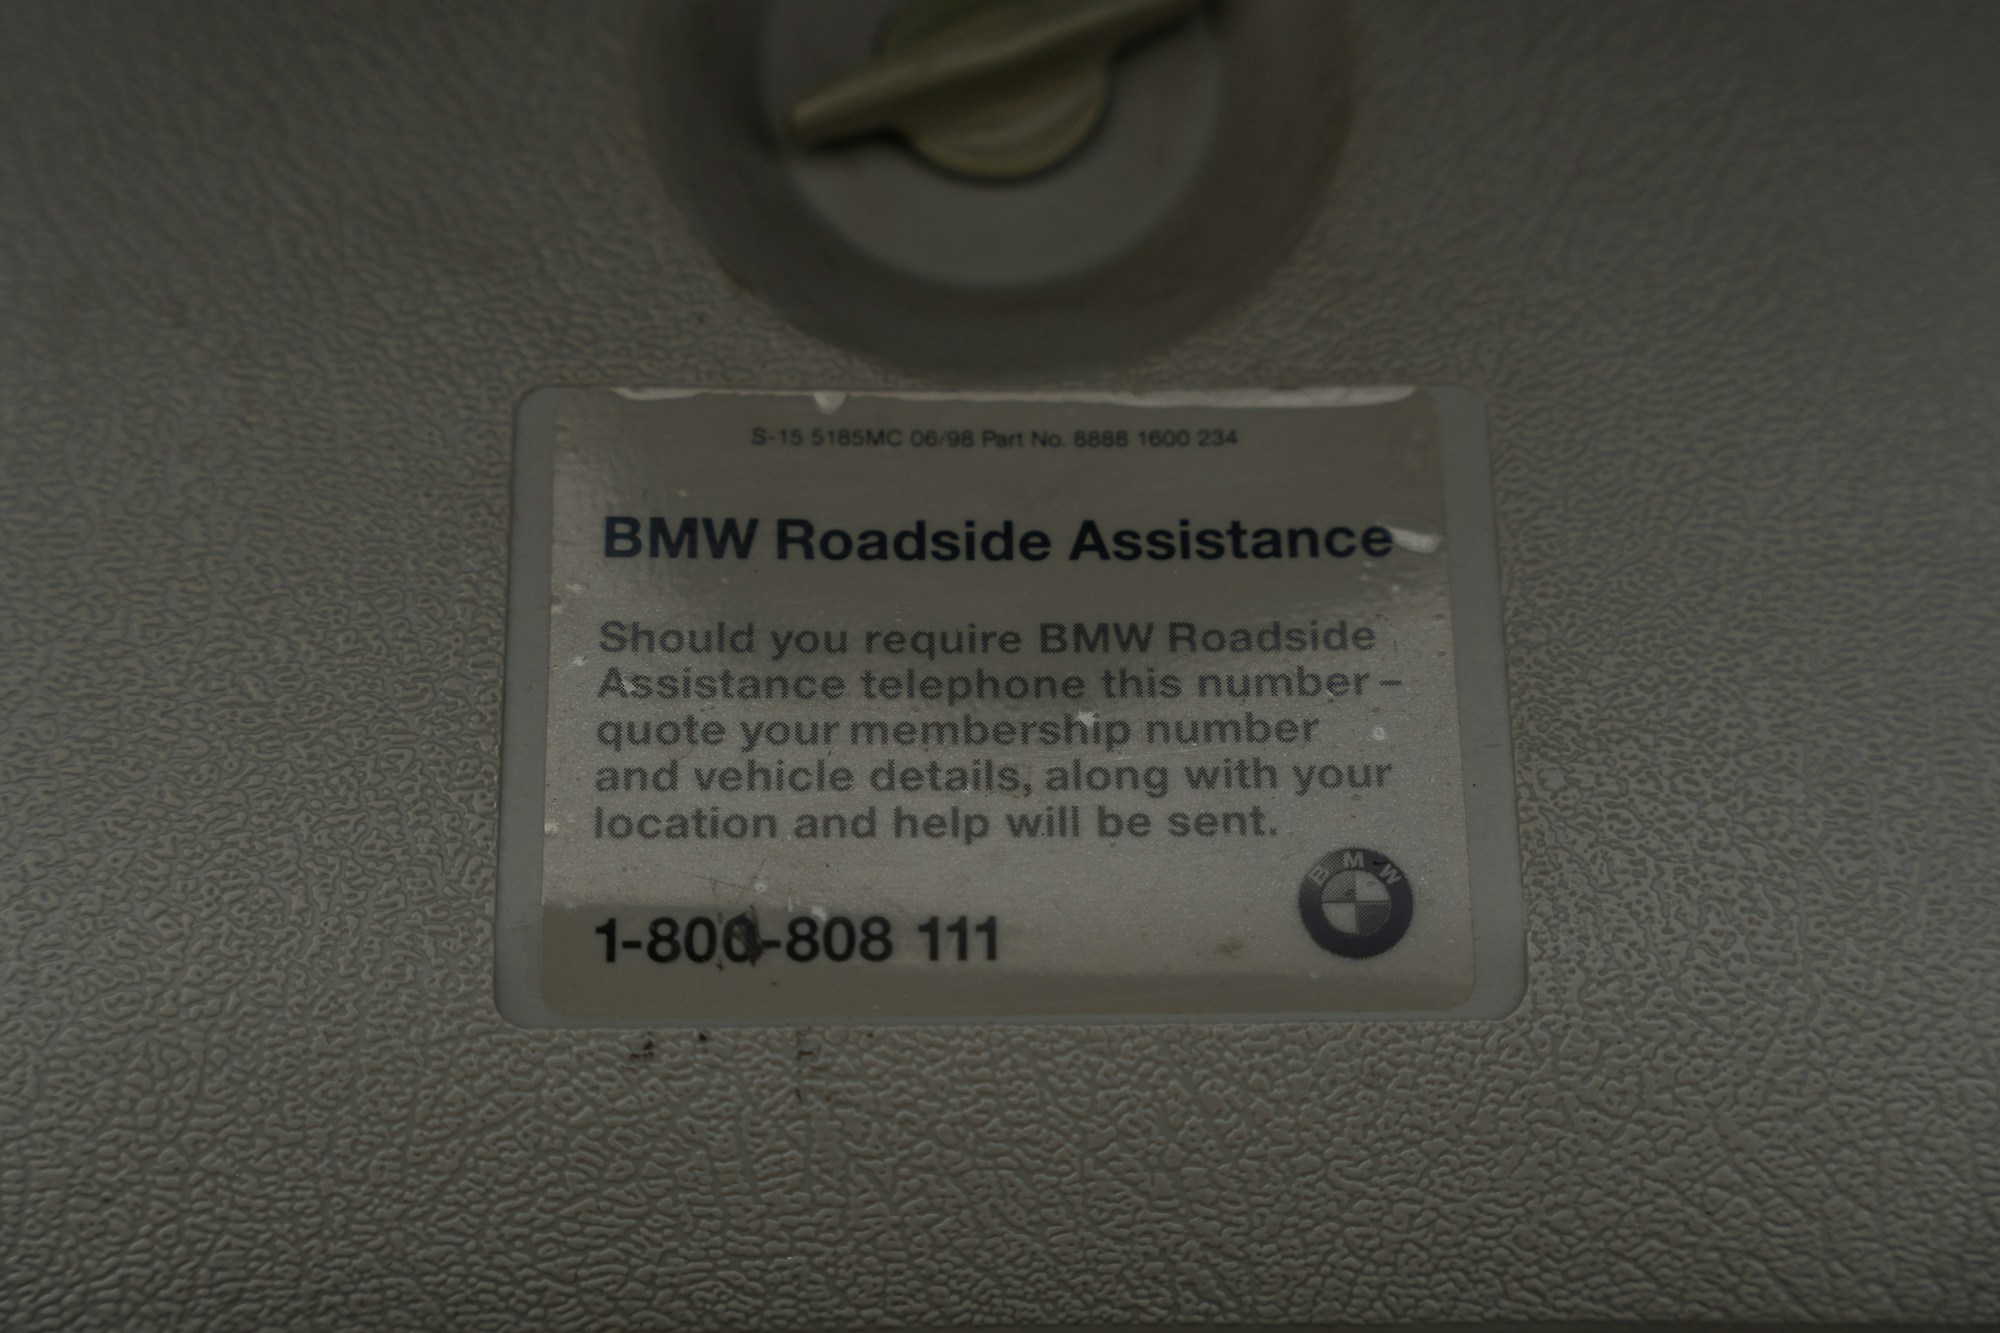 S-15 5185MC 06/98 Part No. 8888 1600 234
BMW Roadside Assistance
Should you require BMW Roadside
Assistance telephone this number –
quote your membership number
and vehicle details, along with your
location and help will be sent.
1-800-808 111
BMW